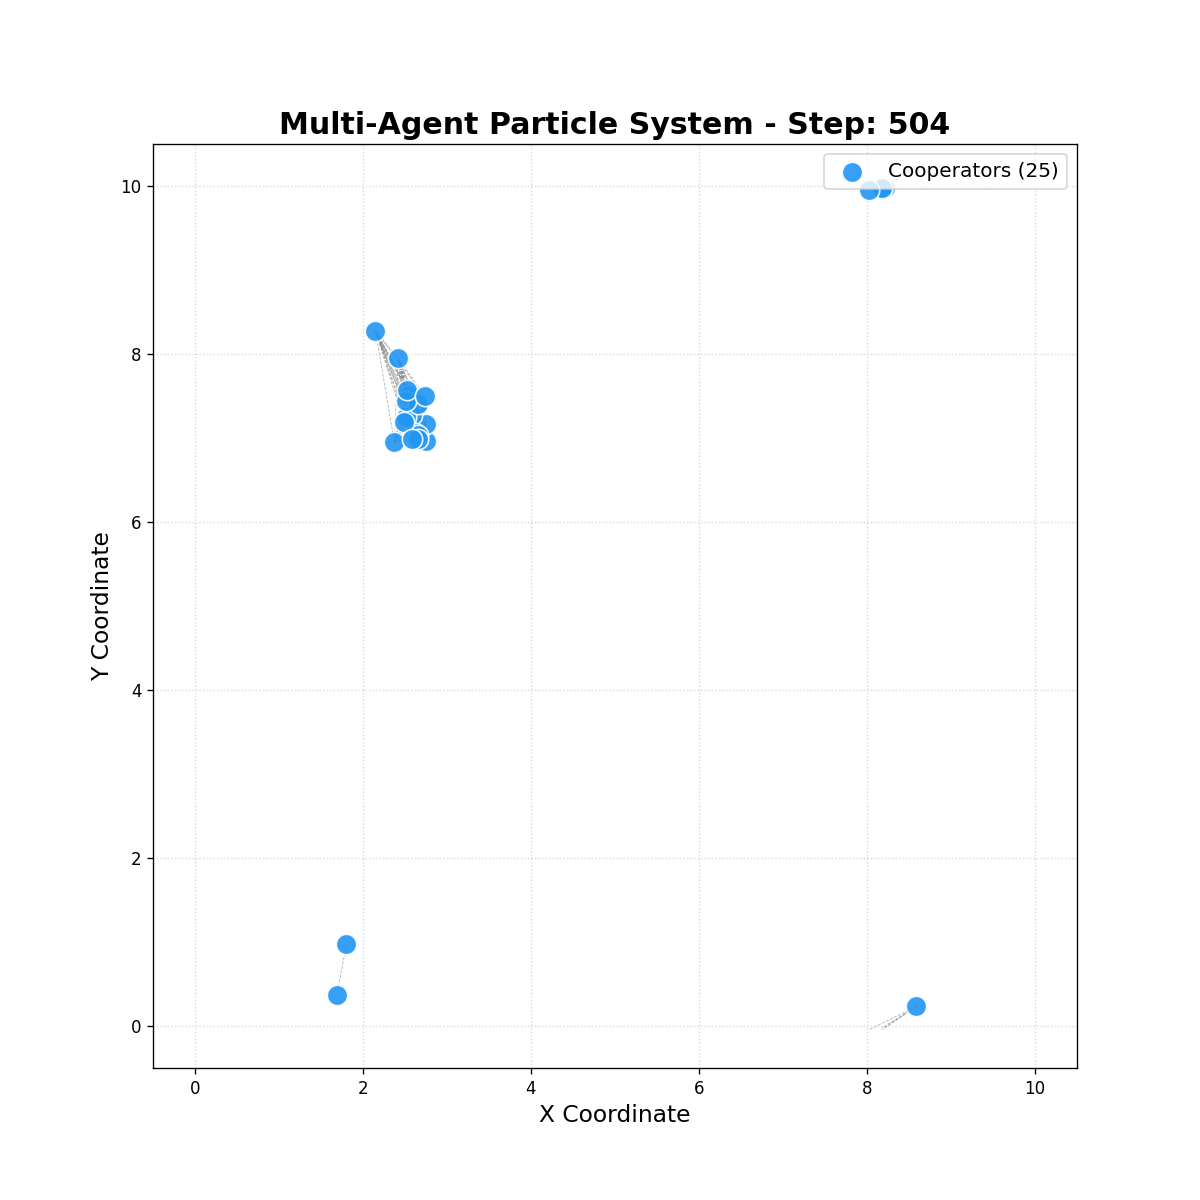 Multi-Agent Particle System - Step: 504
Cooperators (25)
10
8
6
4
2
0
Y Coordinate
0 2 4 6 8 10
X Coordinate